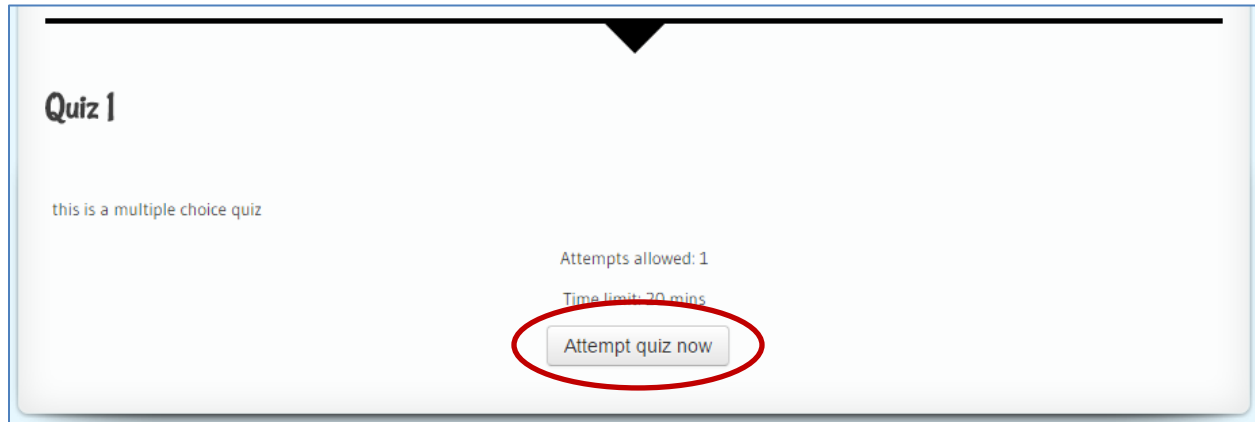 Quiz 1
this is a multiple choice quiz
Attempts allowed: 1
Time limit: 20 mins
Attempt quiz now